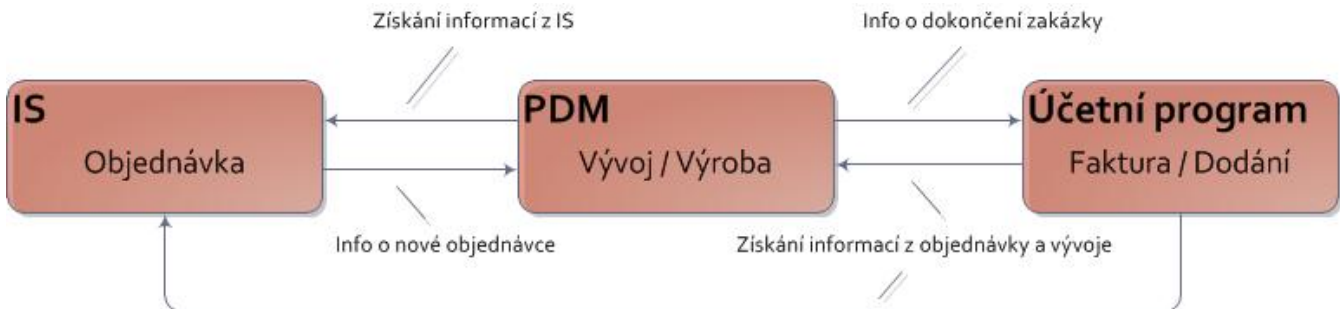 Získání informací z IS
Info o dokončení zakázky
IS
Objednávka
PDM
Vývoj / Výroba
Účetní program
Faktura / Dodání
Info o nové objednávce
Získání informací z objednávky a vývoje